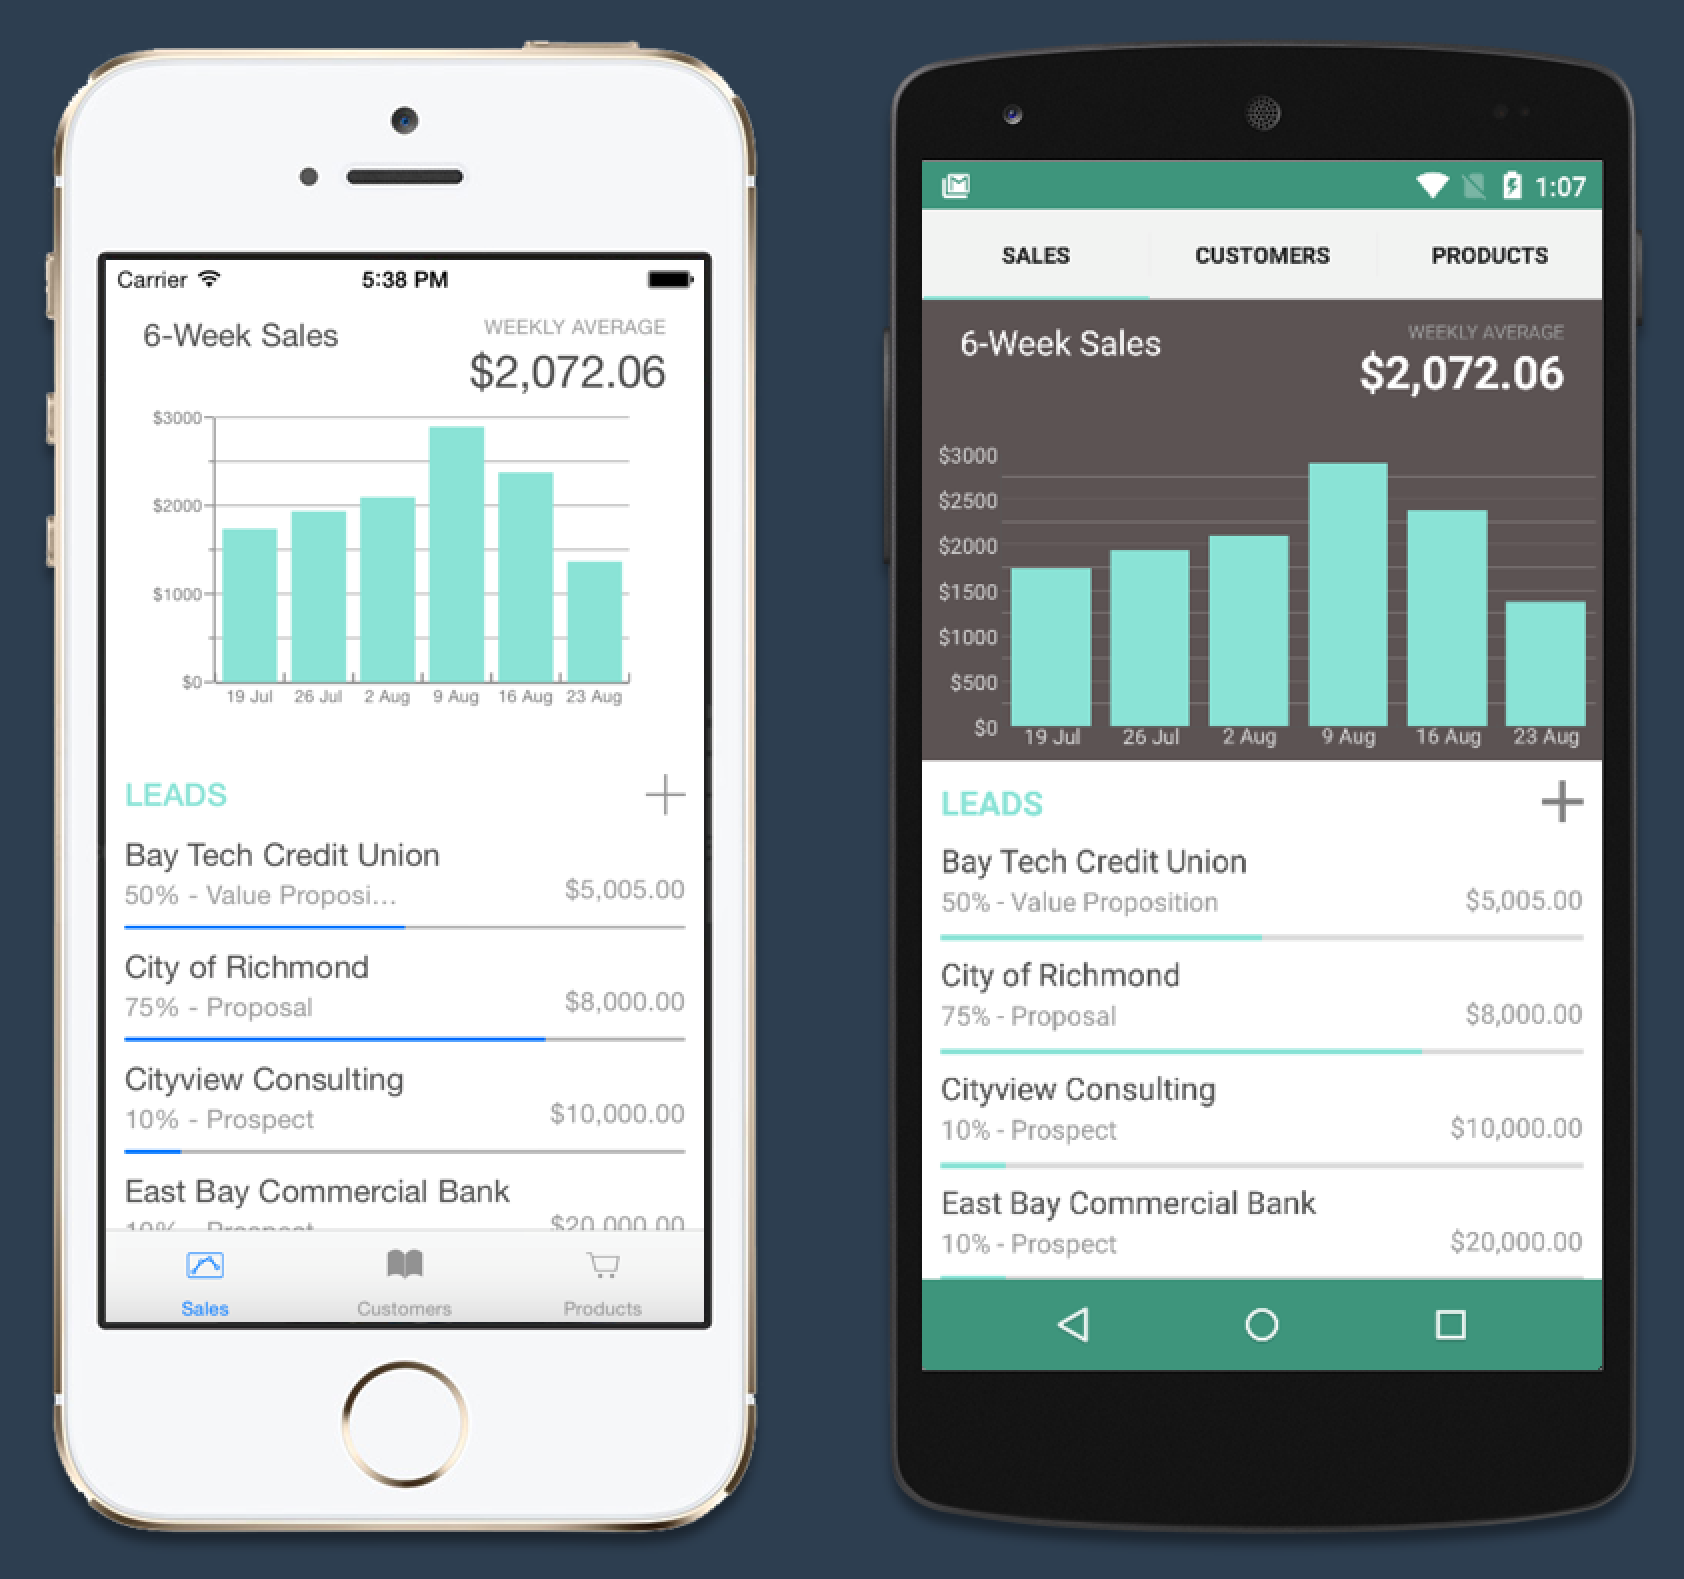 Carrier 5:38 PM
6-Week Sales
WEEKLY AVERAGE
$2,072.06
$3000
$2000
$1000
$0
19 Jul 26 Jul 2 Aug 9 Aug 16 Aug 23 Aug
LEADS
Bay Tech Credit Union
50% - Value Proposi... $5,005.00
City of Richmond
75% - Proposal $8,000.00
Cityview Consulting
10% - Prospect $10,000.00
East Bay Commercial Bank
10% - Prospect $20,000.00
Sales Customers Products
1:07
SALES CUSTOMERS PRODUCTS
6-Week Sales
WEEKLY AVERAGE
$2,072.06
$3000
$2500
$2000
$1500
$1000
$500
$0
19 Jul 26 Jul 2 Aug 9 Aug 16 Aug 23 Aug
LEADS
Bay Tech Credit Union
50% - Value Proposition $5,005.00
City of Richmond
75% - Proposal $8,000.00
Cityview Consulting
10% - Prospect $10,000.00
East Bay Commercial Bank
10% - Prospect $20,000.00